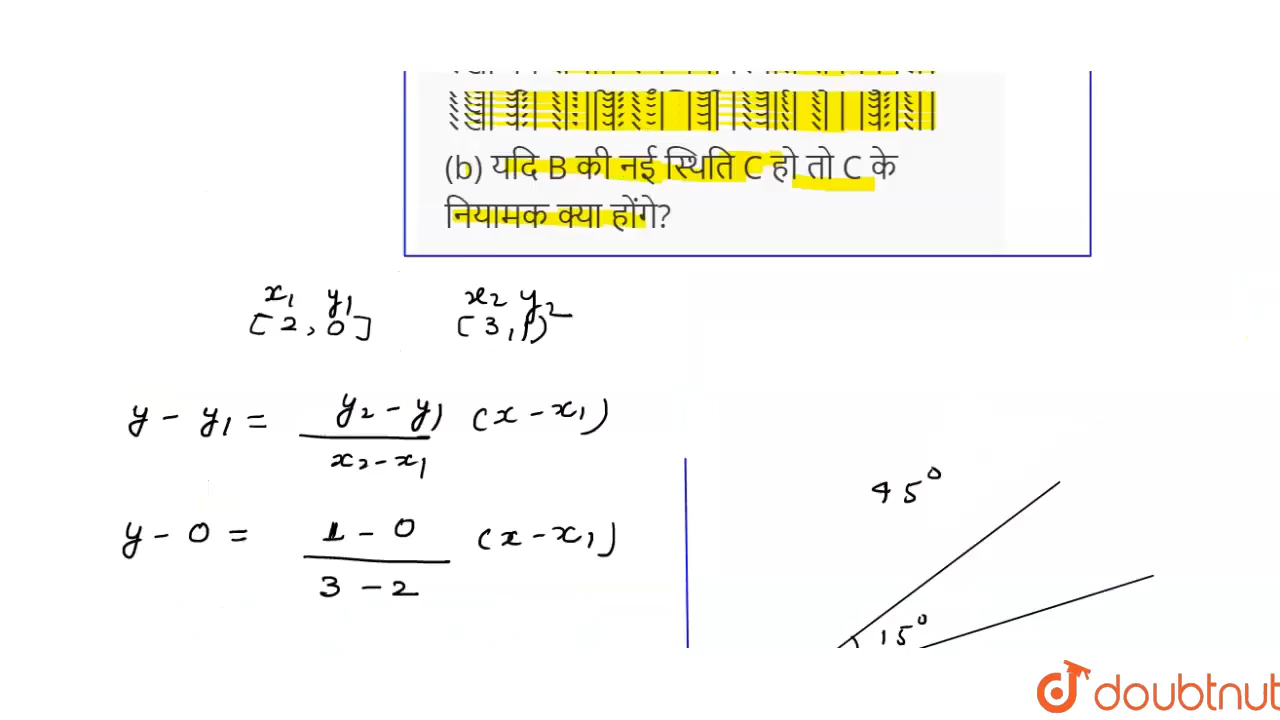 (b) यदि B की नई स्थिति C हो तो C के
नियामक क्या होंगे?
x₁ y₁ x₂ y₂
[2, 0] [3, 1)
y - y₁ = y₂ - y₁ / x₂ - x₁ (x - x₁)
y - 0 = 1 - 0 / 3 - 2 (x - x₁)
45°
15°
doubtnut